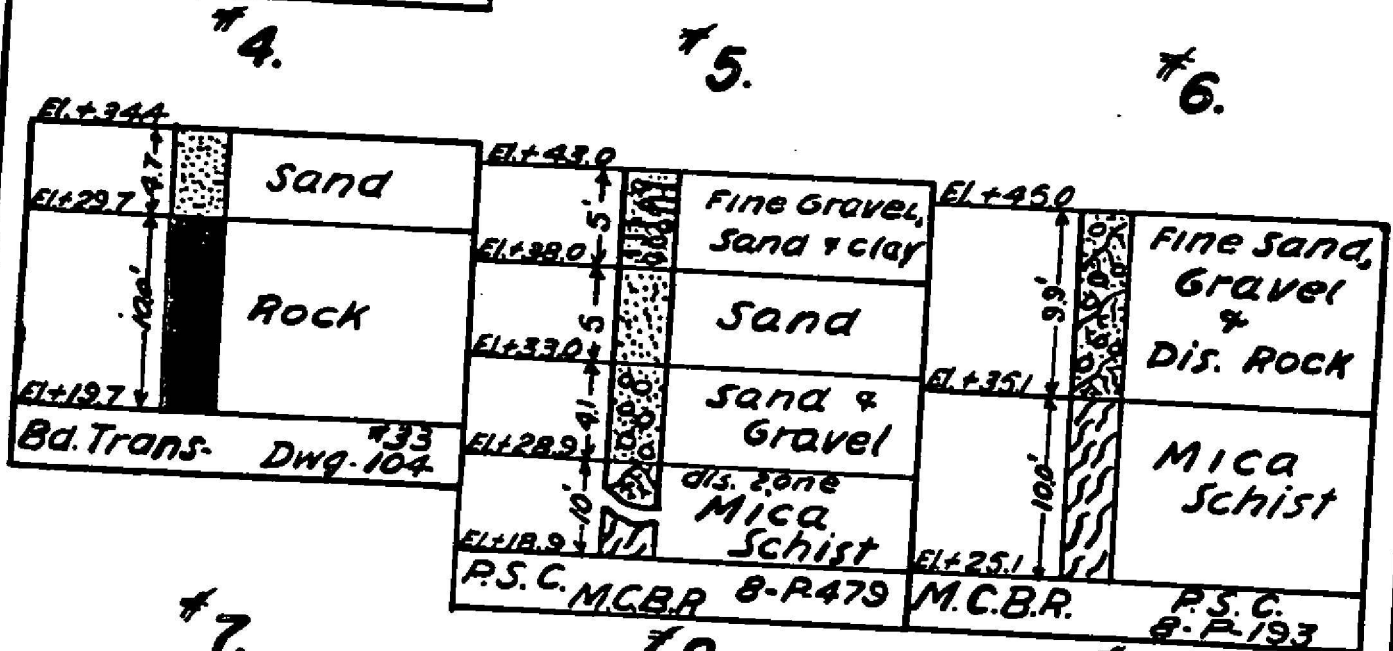 #4.
El.+34.4
4.7
Sand
El+29.7
10.0'
Rock
El+19.7
Bd. Trans- Dwg-104 #33
#5.
El.+43.0
5'
Fine Gravel,
Sand & Clay
El+38.0
5
Sand
El+33.0
4.1
Sand &
Gravel
El+28.9
10'
dis. zone
Mica
Schist
El+18.9
P.S.C. M.C.B.R 8-P-479
#6.
El.+45.0
9.9'
Fine Sand,
Gravel
&
Dis. Rock
El.+35.1
10.0'
Mica
Schist
El+25.1
M.C.B.R. P.S.C.
8-P-193
#7.